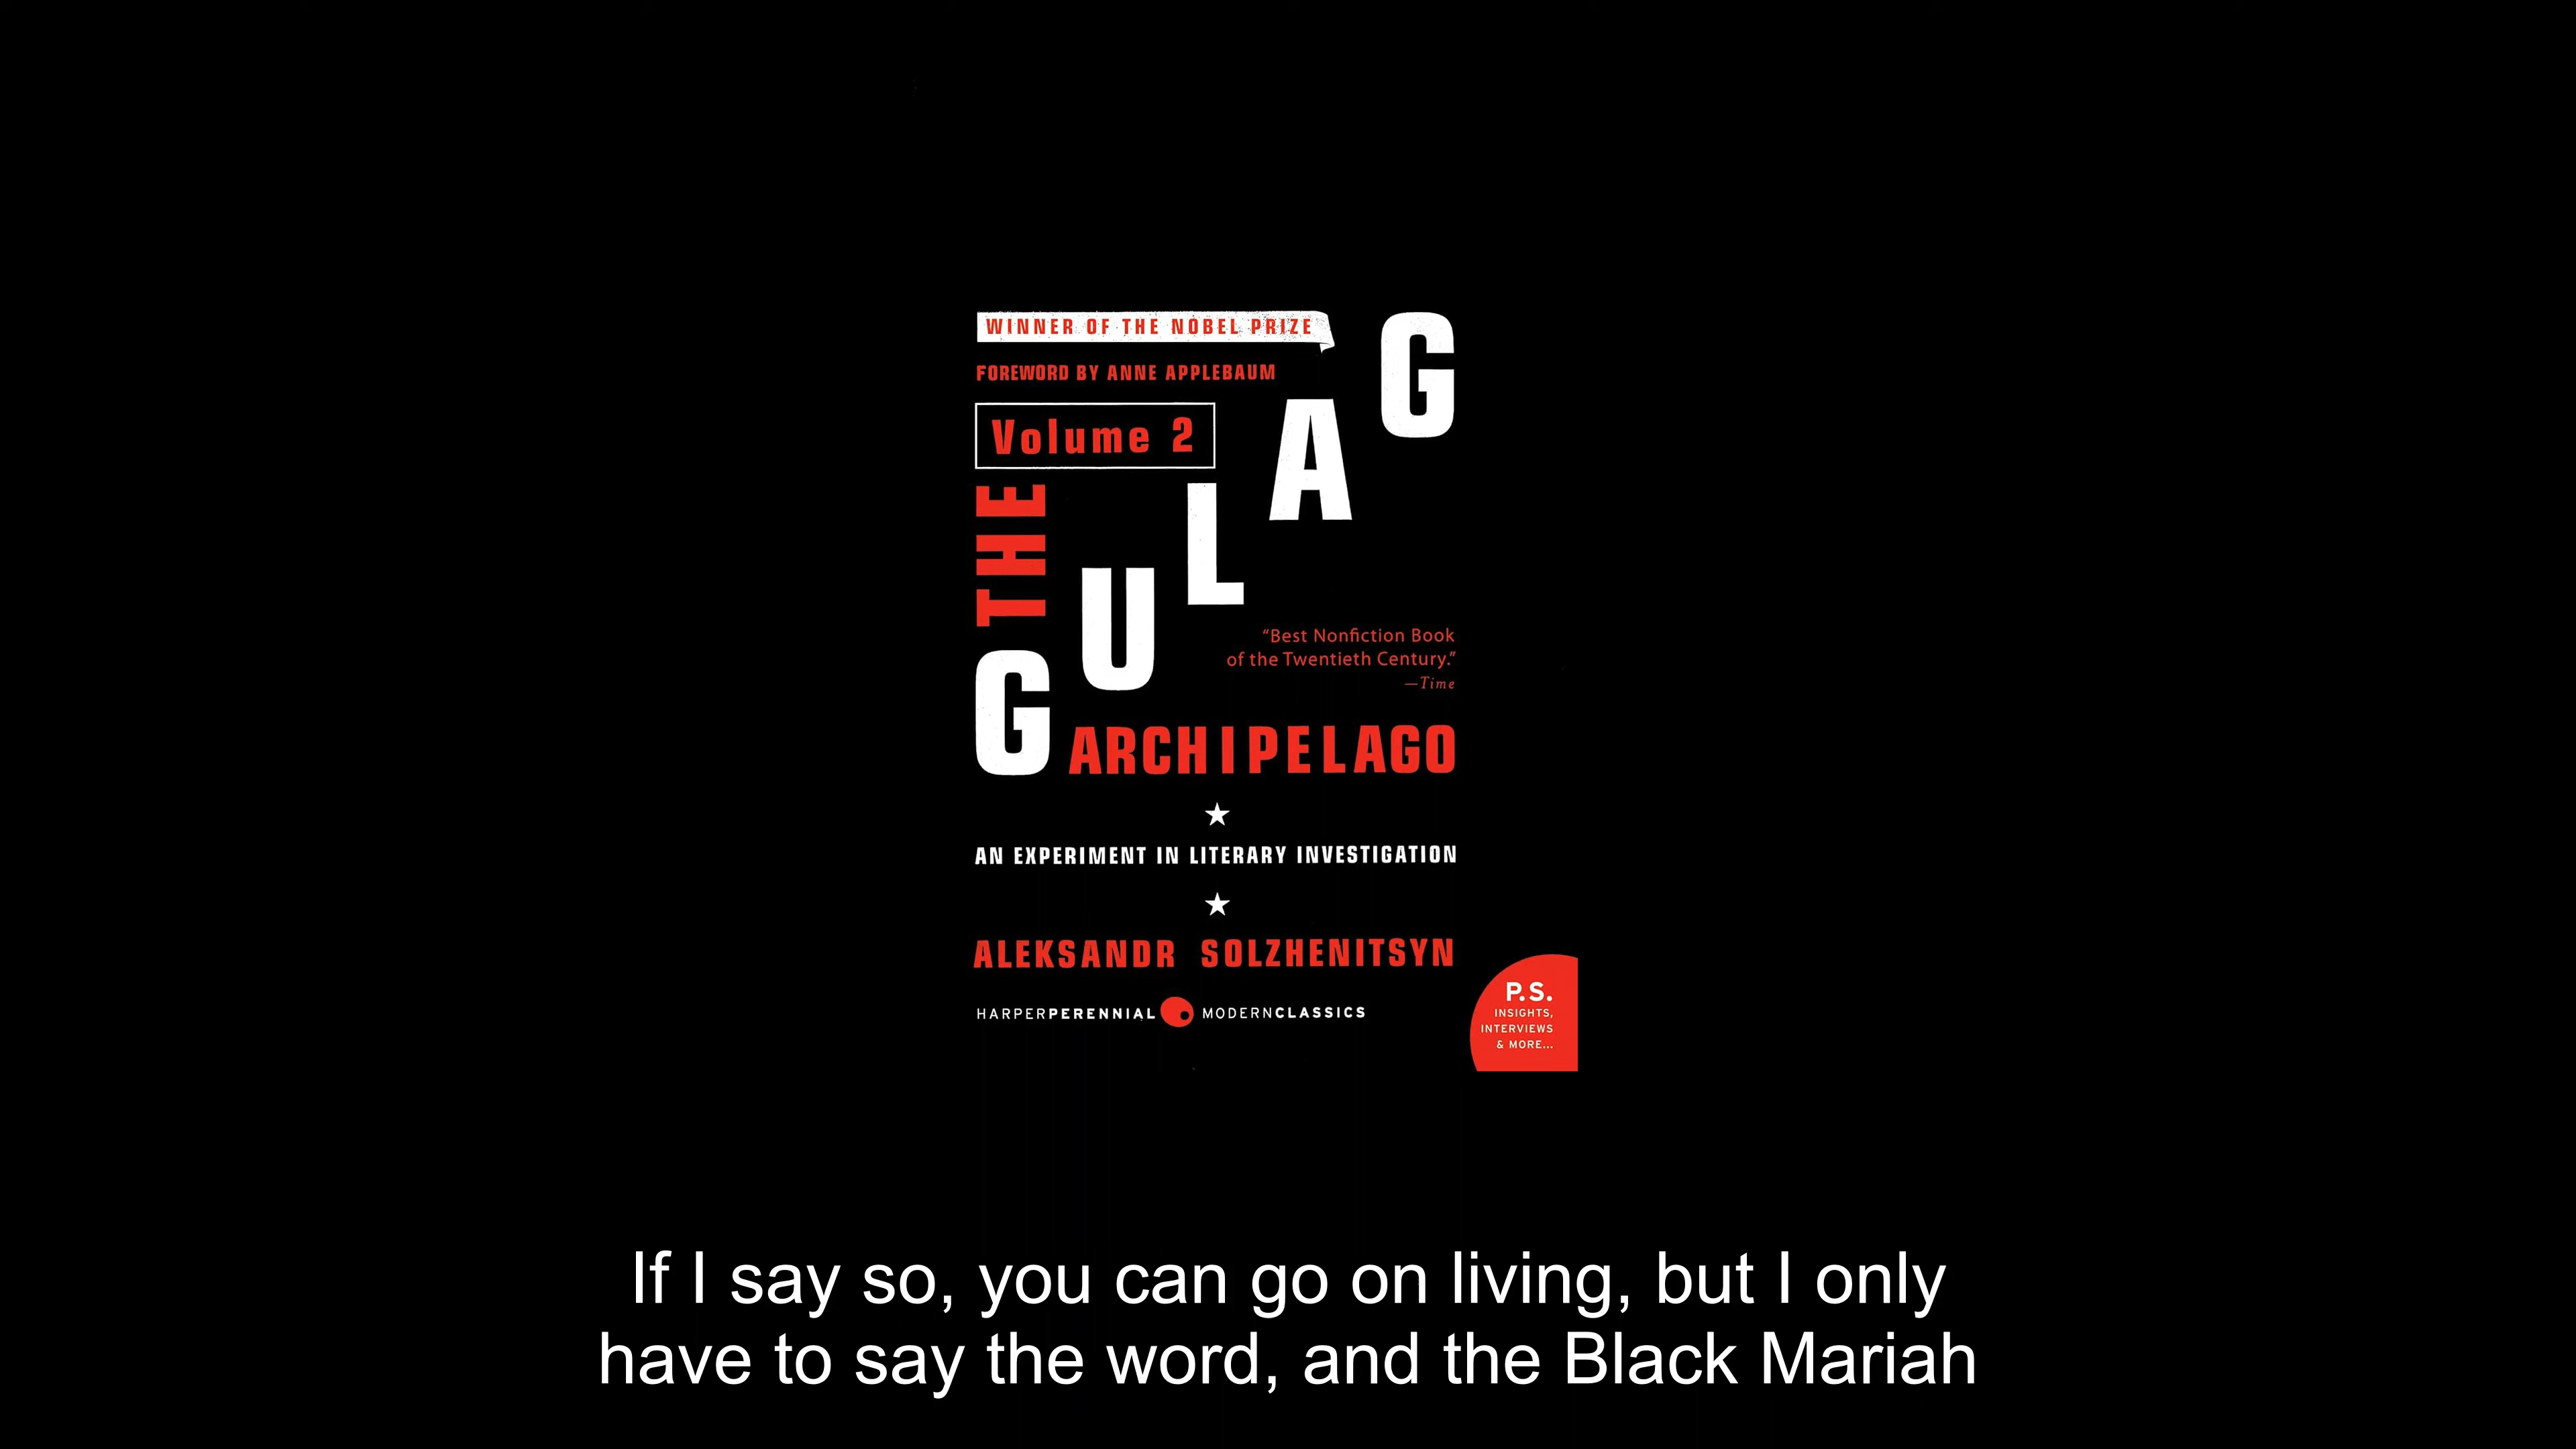 WINNER OF THE NOBEL PRIZE
FOREWORD BY ANNE APPLEBAUM
Volume 2
THE
GULAG
ARCHIPELAGO
“Best Nonfiction Book
of the Twentieth Century.”
—Time
AN EXPERIMENT IN LITERARY INVESTIGATION
ALEKSANDR SOLZHENITSYN
HARPERPERENNIAL MODERNCLASSICS
P.S.
INSIGHTS,
INTERVIEWS
& MORE...
If I say so, you can go on living, but I only
have to say the word, and the Black Mariah